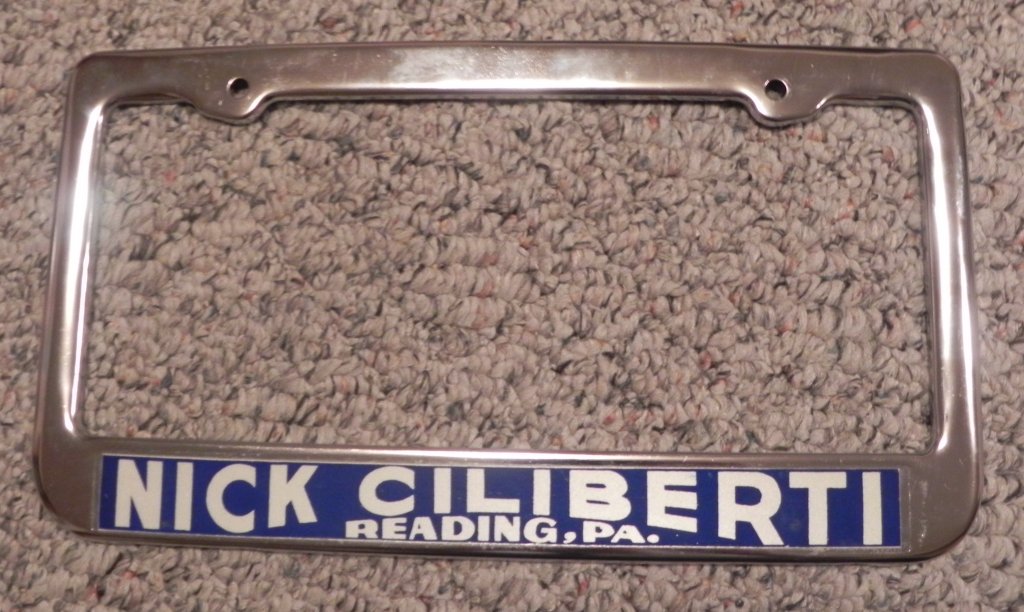 NICK CILIBERTI
READING, PA.